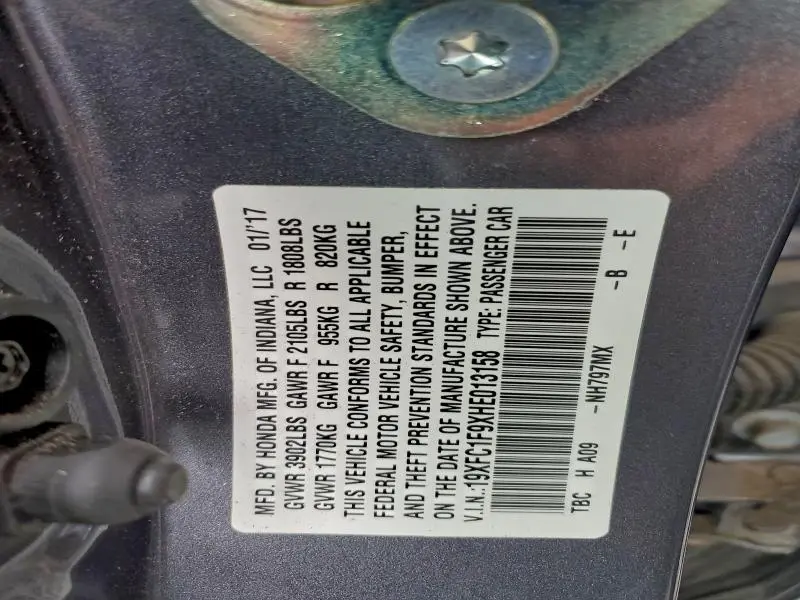 MFD. BY HONDA MFG. OF INDIANA, LLC 01/'17
GVWR 3902LBS GAWR F 2105LBS R 1808LBS
GVWR 1770KG GAWR F 955KG R 820KG
THIS VEHICLE CONFORMS TO ALL APPLICABLE
FEDERAL MOTOR VEHICLE SAFETY, BUMPER,
AND THEFT PREVENTION STANDARDS IN EFFECT
ON THE DATE OF MANUFACTURE SHOWN ABOVE.
V.I.N.:19XFC1F9XHE013158 TYPE: PASSENGER CAR
TBC H A09 -NH797MX -B -E